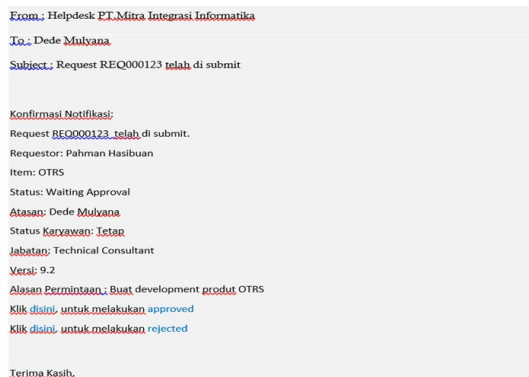 From : Helpdesk PT.Mitra Integrasi Informatika
To : Dede Mulyana
Subject : Request REQ000123 telah di submit
Konfirmasi Notifikasi;
Request REQ000123 telah di submit.
Requestor: Pahman Hasibuan
Item: OTRS
Status: Waiting Approval
Atasan: Dede Mulyana
Status Karyawan: Tetap
Jabatan: Technical Consultant
Versi: 9.2
Alasan Permintaan : Buat development produt OTRS
Klik disini, untuk melakukan approved
Klik disini, untuk melakukan rejected
Terima Kasih,